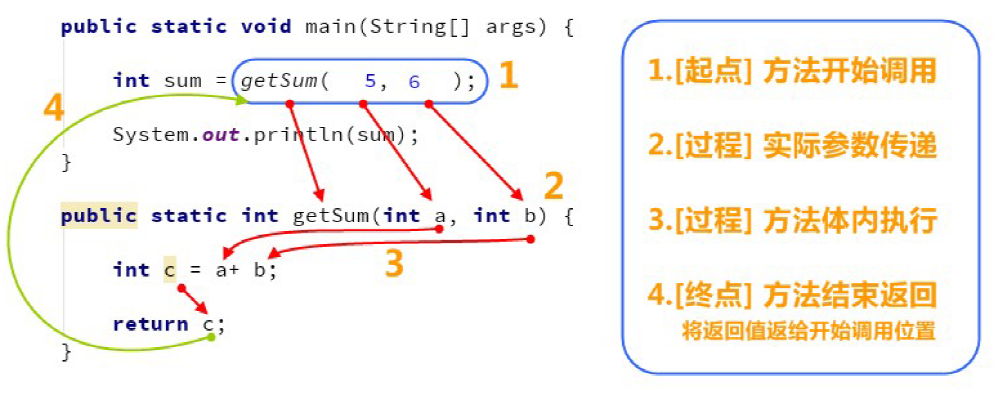 public static void main(String[] args) {
int sum = getSum( 5, 6 ); 1
4
System.out.println(sum);
}
2
public static int getSum(int a, int b) {
3
int c = a+ b;
return c;
}
1.[起点] 方法开始调用
2.[过程] 实际参数传递
3.[过程] 方法体内执行
4.[终点] 方法结束返回
将返回值返给开始调用位置